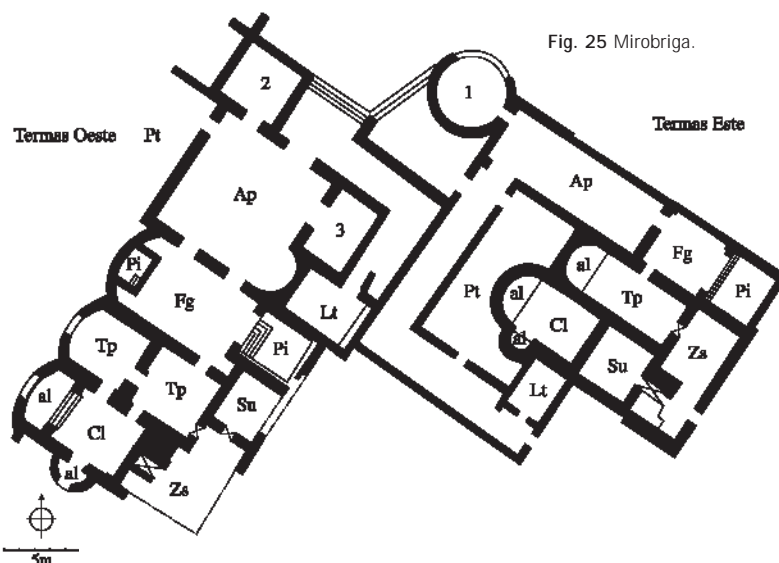 Fig. 25 Mirobriga.
2
1
Termas Oeste Pt
Termas Este
Ap
Ap
3
Fg
Pi
Pi
al
Fg
Lt
Pt
al
Tp
Pi
Cl
Tp
al
Zs
Tp
Su
Su
al
Lt
Cl
al
Zs
5m